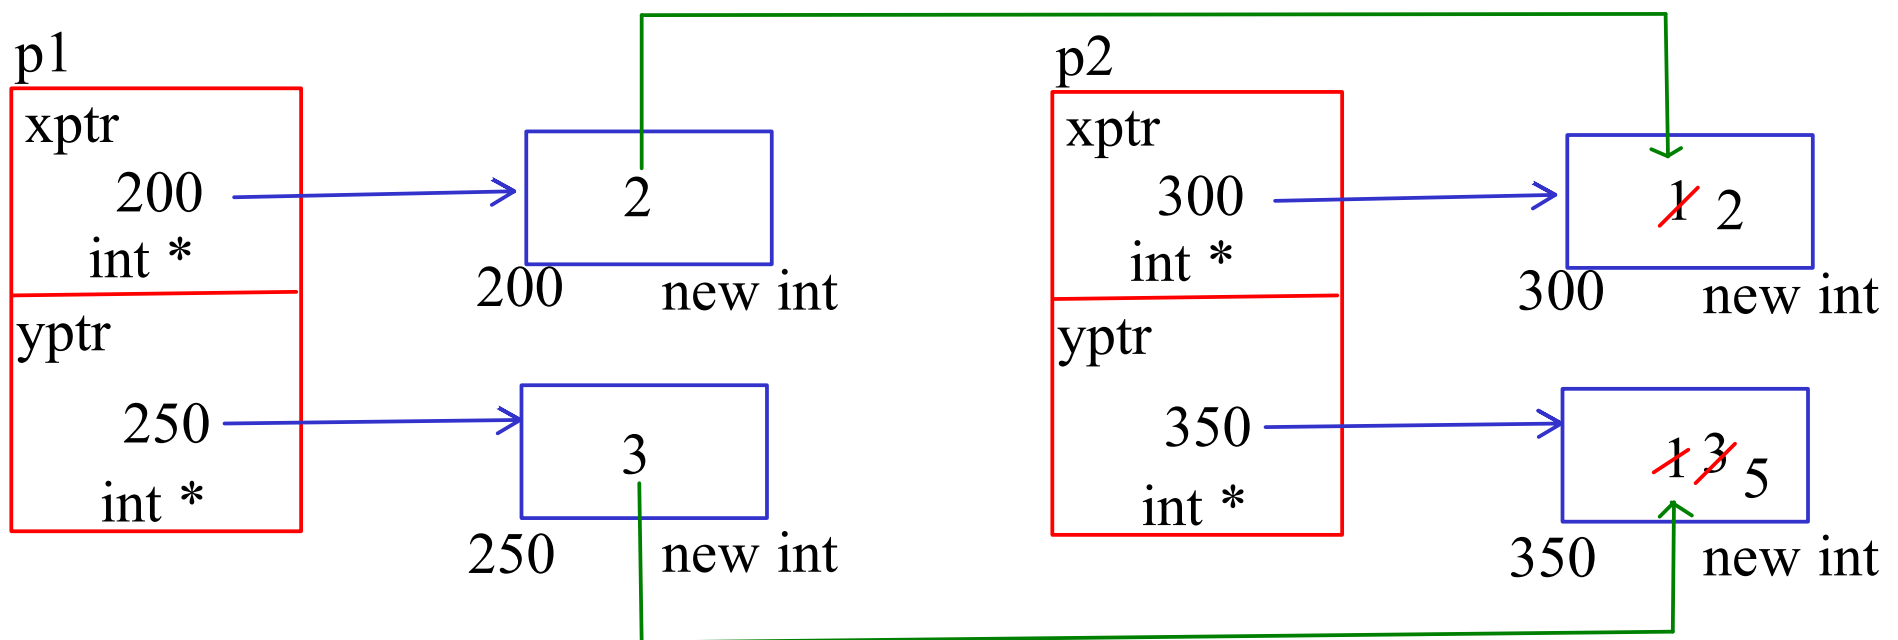 p1
xptr
200
int *
yptr
250
int *
2
200 new int
3
250 new int
p2
xptr
300
int *
yptr
350
int *
1 2
300 new int
1 3 5
350 new int